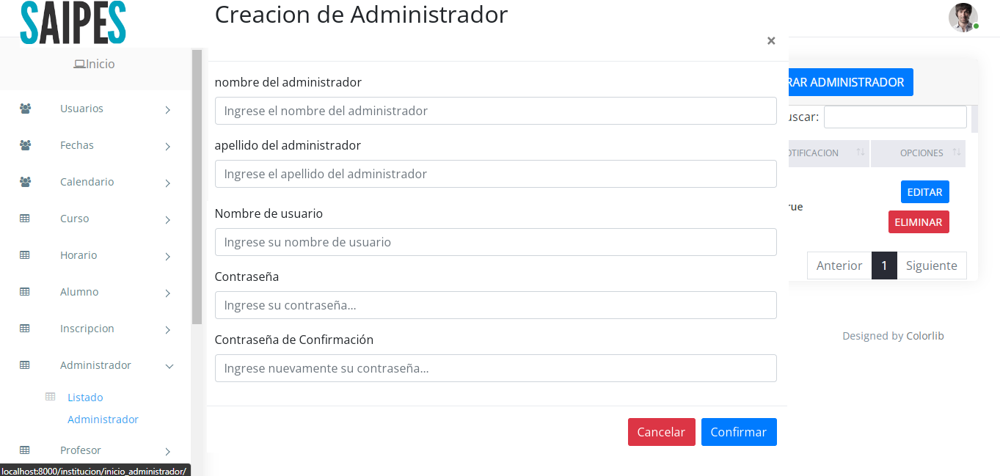 SAIPES
Creacion de Administrador
×
Inicio
Usuarios
Fechas
Calendario
Curso
Horario
Alumno
Inscripcion
Administrador
Listado
Administrador
Profesor
nombre del administrador
Ingrese el nombre del administrador
apellido del administrador
Ingrese el apellido del administrador
Nombre de usuario
Ingrese su nombre de usuario
Contraseña
Ingrese su contraseña...
Contraseña de Confirmación
Ingrese nuevamente su contraseña...
Cancelar Confirmar
RAR ADMINISTRADOR
uscar:
OTIFICACION OPCIONES
EDITAR
rue
ELIMINAR
Anterior 1 Siguiente
Designed by Colorlib
localhost:8000/institucion/inicio_administrador/